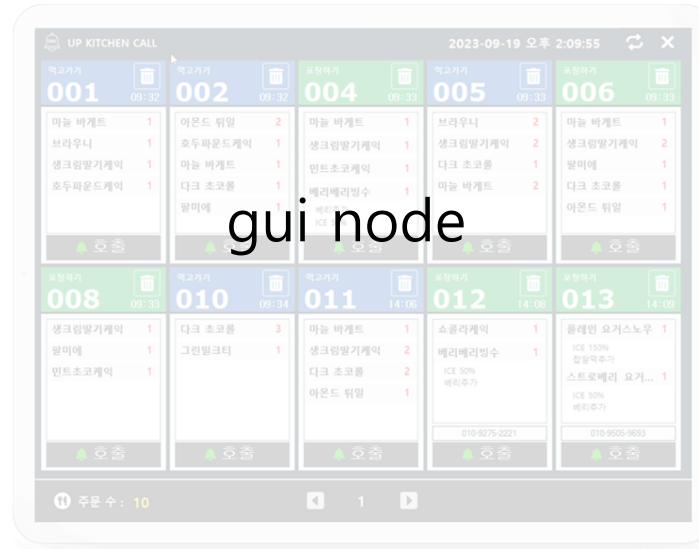 UP KITCHEN CALL
2023-09-19 오후 2:09:55
먹고가기
001
09:32
마늘 바게트 1
브라우니 1
생크림딸기케익 1
호두파운드케익 1
호출
먹고가기
002
09:32
아몬드 튀일 2
호두파운드케익 1
마늘 바게트 1
다크 초코롤 1
팥미에 1
호출
포장하기
004
09:33
마늘 바게트 1
생크림딸기케익 1
민트초코케익 1
베리베리빙수 1
베리추가
호출
먹고가기
005
09:33
브라우니 2
생크림딸기케익 2
다크 초코롤 1
마늘 바게트 2
호출
포장하기
006
09:33
마늘 바게트 1
생크림딸기케익 2
팥미에 1
다크 초코롤 1
아몬드 튀일 1
호출
gui node
포장하기
008
09:33
생크림딸기케익 1
팥미에 1
민트초코케익 1
호출
먹고가기
010
09:34
다크 초코롤 3
그린밀크티 1
호출
먹고가기
011
14:06
마늘 바게트 1
생크림딸기케익 2
다크 초코롤 2
아몬드 튀일 1
호출
포장하기
012
14:08
쇼콜라케익 1
베리베리빙수 1
ICE 50%
베리추가
010-9275-2221
호출
포장하기
013
14:09
플레인 요거스노우 1
ICE 150%
찹쌀떡추가
스트로베리 요거... 1
ICE 50%
베리추가
010-9505-9693
호출
주문 수 : 10
1